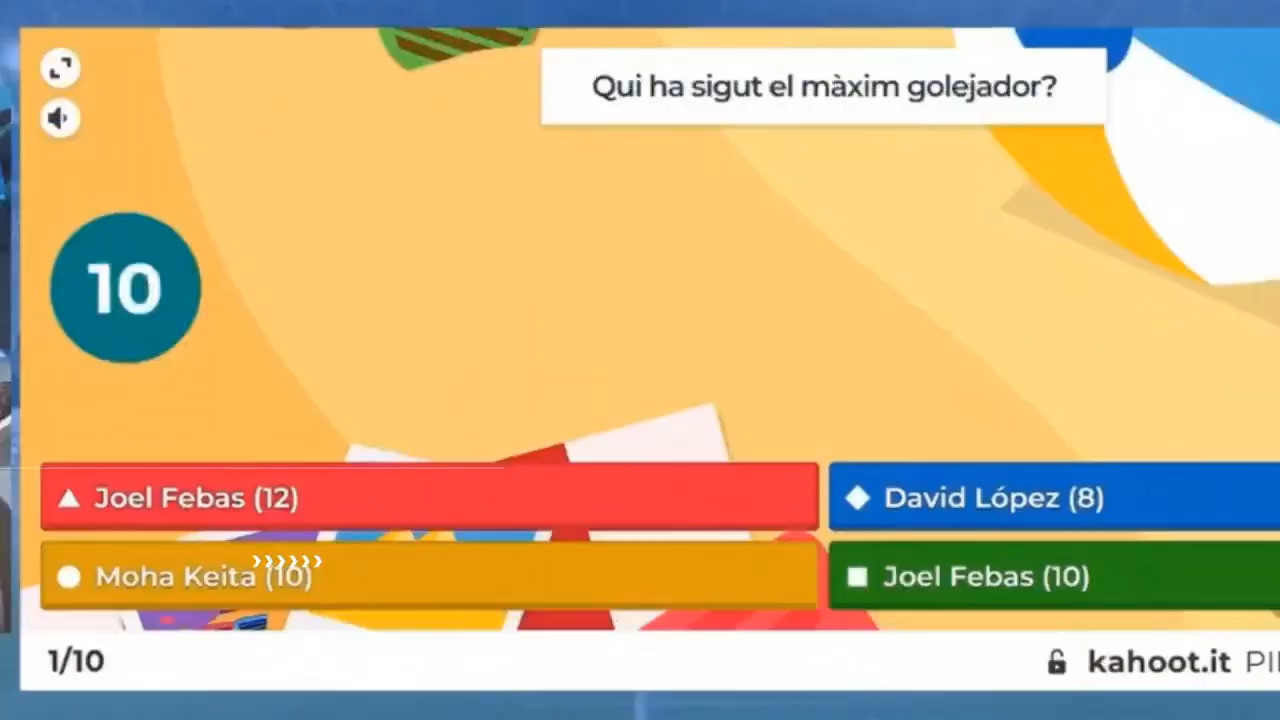 Qui ha sigut el màxim golejador?
10
Joel Febas (12)
David López (8)
Moha Keita (10)
Joel Febas (10)
1/10
kahoot.it